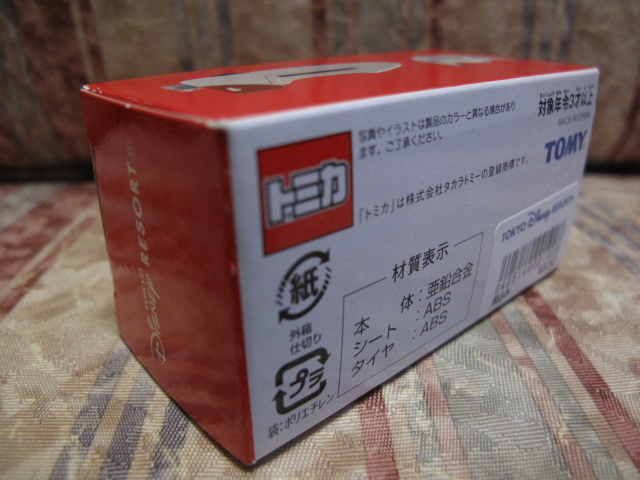 Disney RESORT
写真やイラストは製品のカラーと異なる場合があり
ます。ご了承ください。
対象年令3才以上
MADE IN CHINA
TOMY
トミカ
「トミカ」は株式会社タカラトミーの登録商標です。
TOKYO Disney RESORT
紙
外箱
仕切り
プラ
袋:ポリエチレン
材質表示
本体:亜鉛合金
シート:ABS
タイヤ:ABS